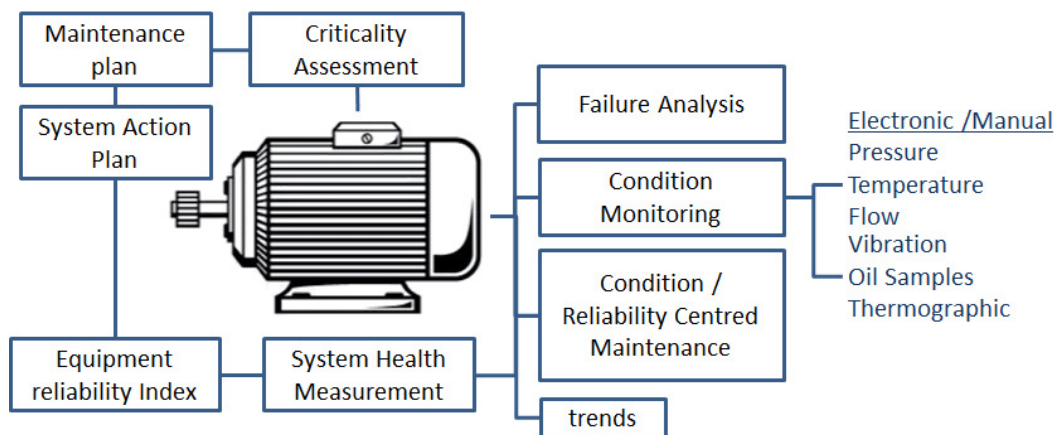 Maintenance
plan
Criticality
Assessment
System Action
Plan
Failure Analysis
Condition
Monitoring
Electronic /Manual
Pressure
Temperature
Flow
Vibration
Oil Samples
Thermographic
Condition /
Reliability Centred
Maintenance
Equipment
reliability Index
System Health
Measurement
trends